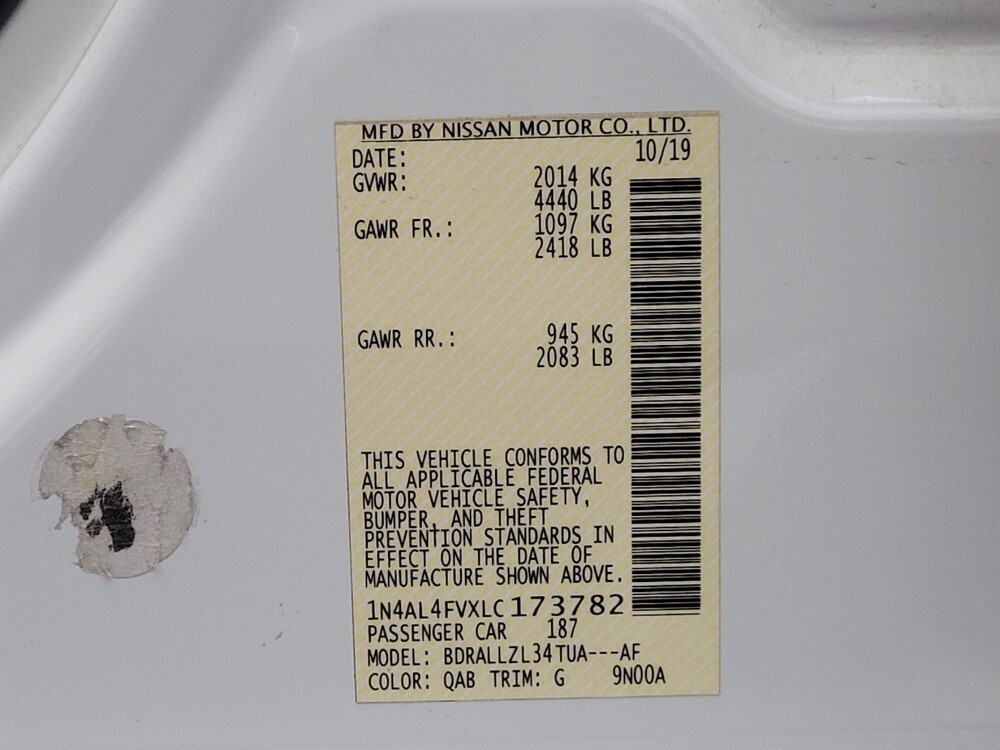 MFD BY NISSAN MOTOR CO., LTD.
DATE: 10/19
GVWR: 2014 KG
4440 LB
GAWR FR.: 1097 KG
2418 LB
GAWR RR.: 945 KG
2083 LB
THIS VEHICLE CONFORMS TO
ALL APPLICABLE FEDERAL
MOTOR VEHICLE SAFETY,
BUMPER, AND THEFT
PREVENTION STANDARDS IN
EFFECT ON THE DATE OF
MANUFACTURE SHOWN ABOVE.
1N4AL4FVXLC173782
PASSENGER CAR 187
MODEL: BDRALLZL34TUA---AF
COLOR: QAB TRIM: G 9N00A